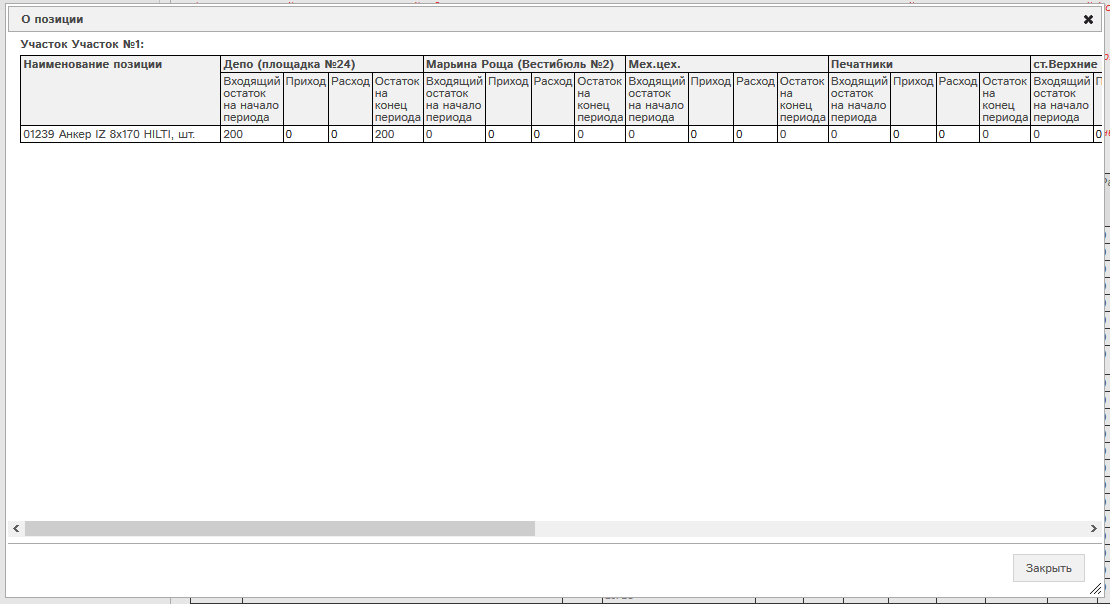 О позиции
Участок Участок №1:
Наименование позиции
Депо (площадка №24)
Марьина Роща (Вестибюль №2)
Мех.цех.
Печатники
ст.Верхние
Входящий остаток на начало периода
Приход
Расход
Остаток на конец периода
Входящий остаток на начало периода
Приход
Расход
Остаток на конец периода
Входящий остаток на начало периода
Приход
Расход
Остаток на конец периода
Входящий остаток на начало периода
Приход
Расход
Остаток на конец периода
Входящий остаток на начало периода
01239 Анкер IZ 8x170 HILTI, шт.
200
0
0
200
0
0
0
0
0
0
0
0
0
0
0
0
0
0
Закрыть